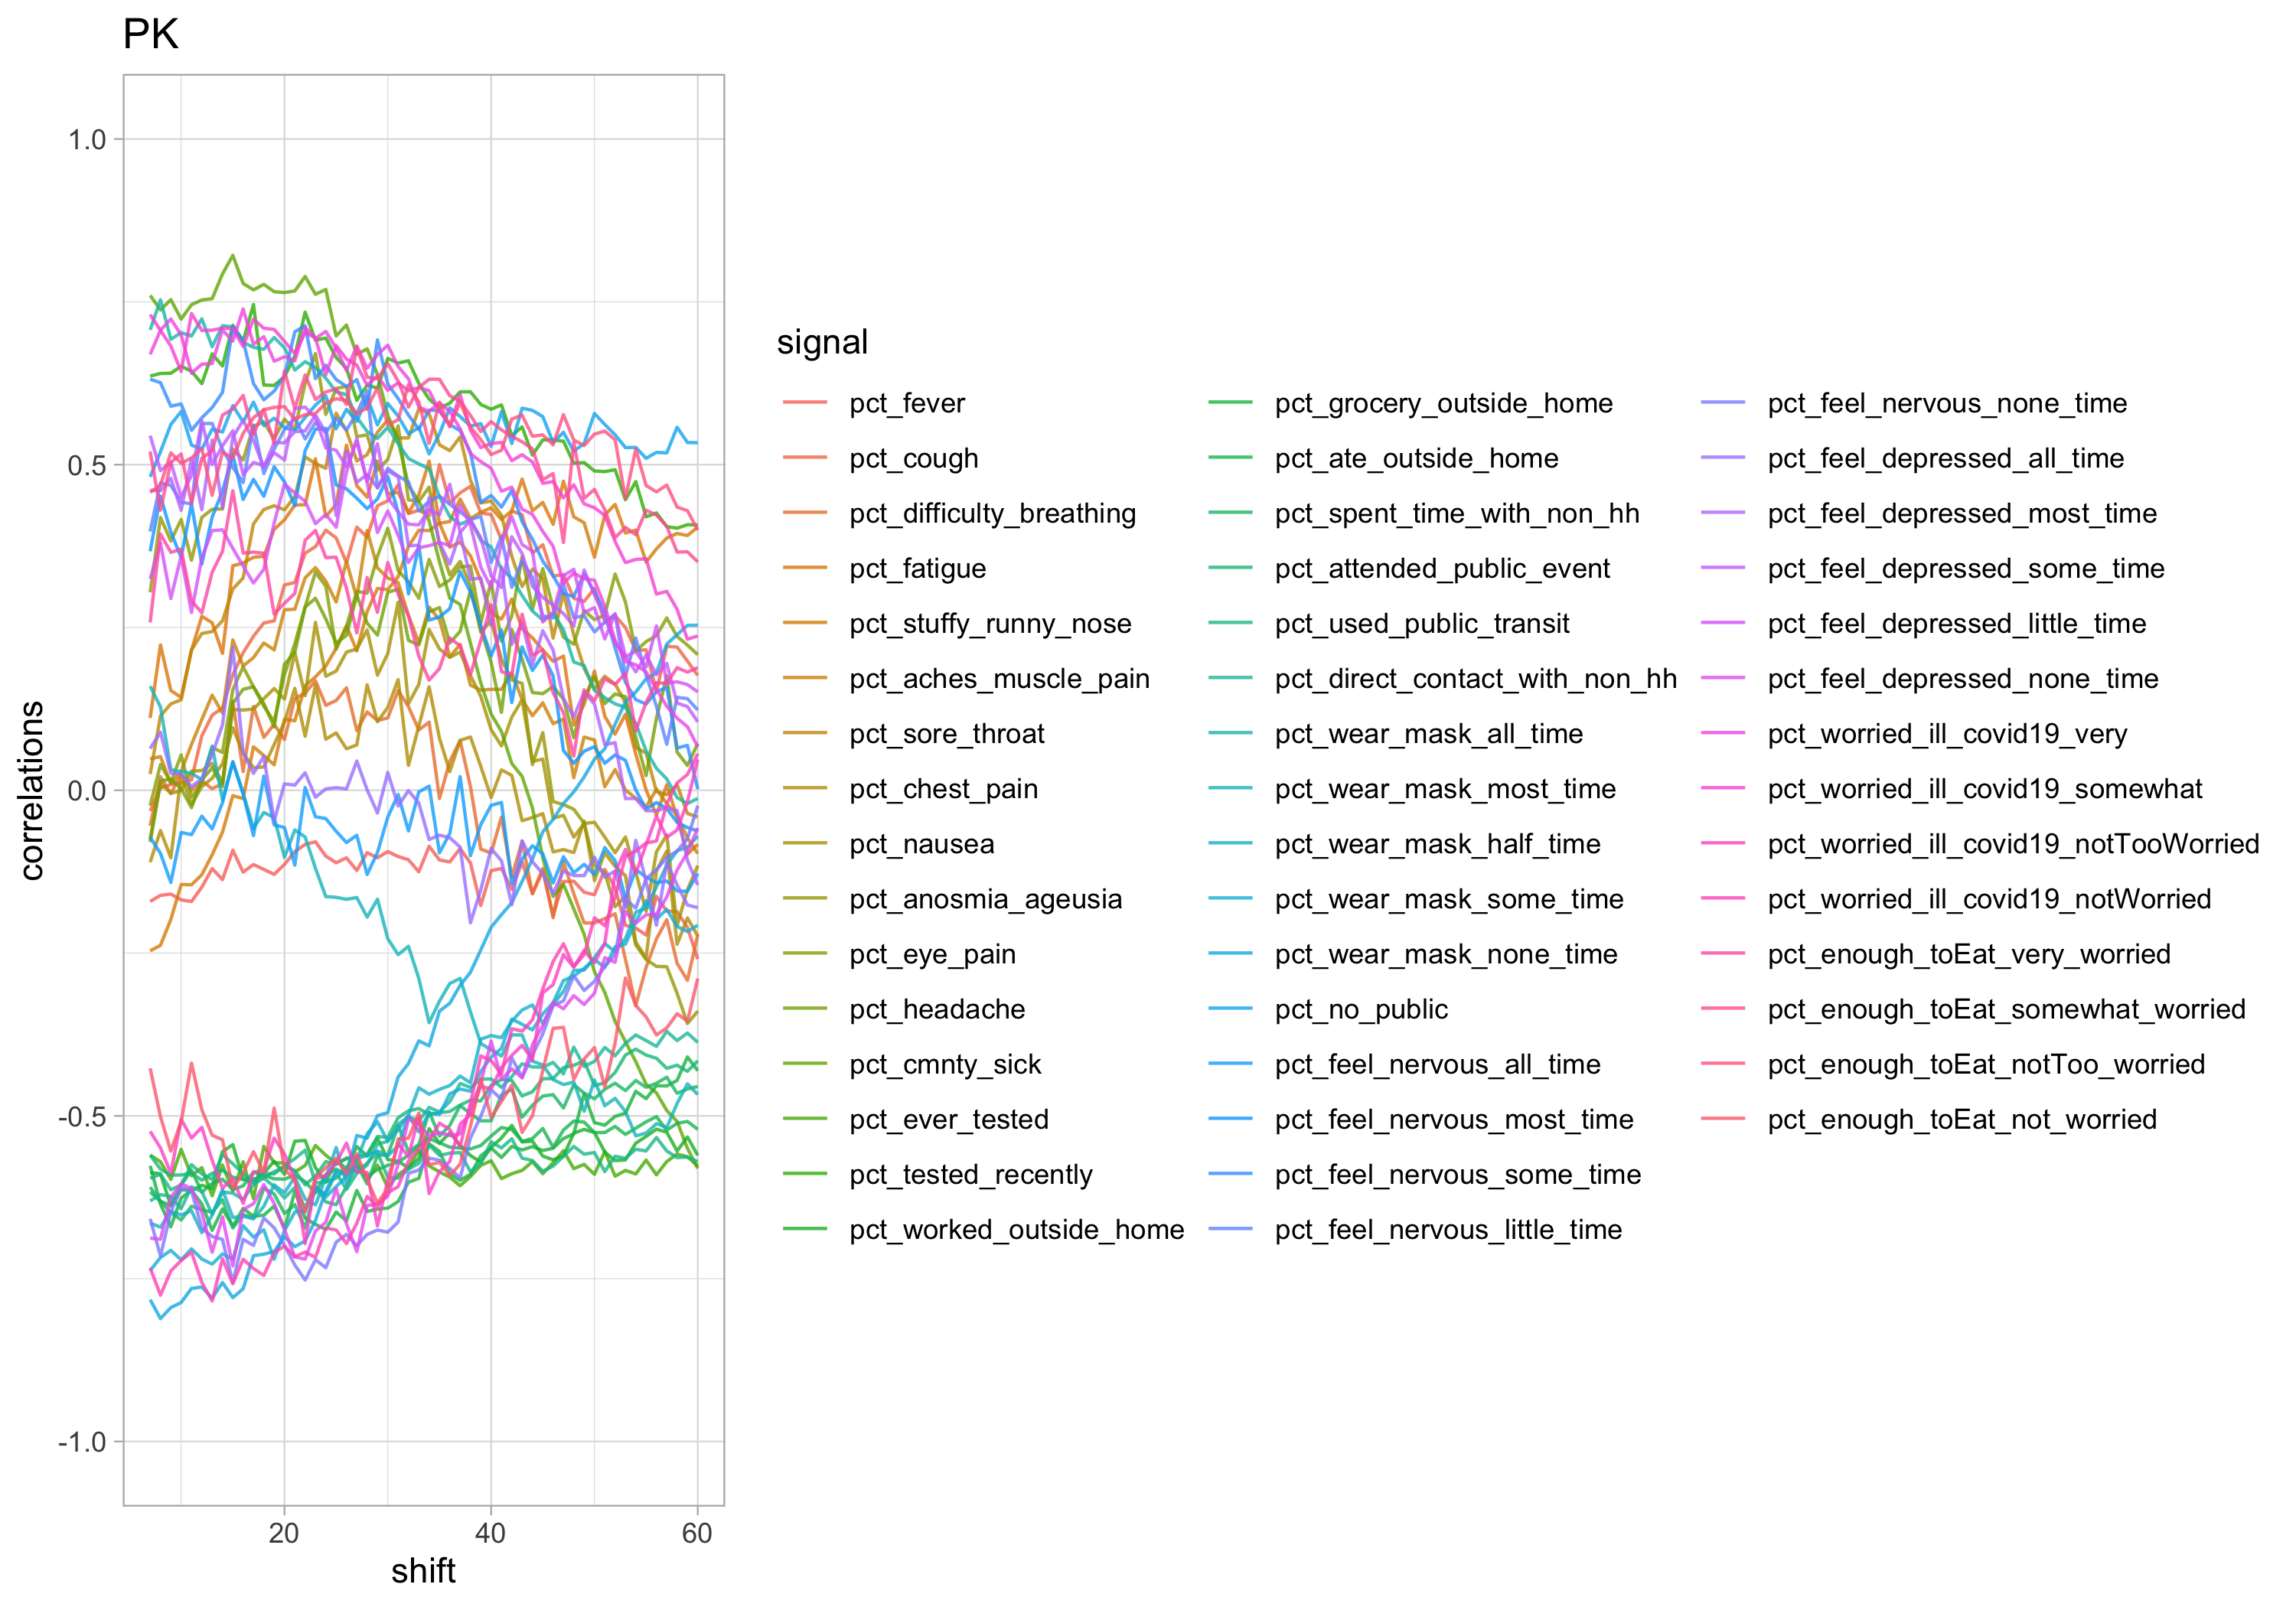 PK
correlations
1.0
0.5
0.0
-0.5
-1.0
20
40
60
shift
signal
pct_fever
pct_cough
pct_difficulty_breathing
pct_fatigue
pct_stuffy_runny_nose
pct_aches_muscle_pain
pct_sore_throat
pct_chest_pain
pct_nausea
pct_anosmia_ageusia
pct_eye_pain
pct_headache
pct_cmnty_sick
pct_ever_tested
pct_tested_recently
pct_worked_outside_home
pct_grocery_outside_home
pct_ate_outside_home
pct_spent_time_with_non_hh
pct_attended_public_event
pct_used_public_transit
pct_direct_contact_with_non_hh
pct_wear_mask_all_time
pct_wear_mask_most_time
pct_wear_mask_half_time
pct_wear_mask_some_time
pct_wear_mask_none_time
pct_no_public
pct_feel_nervous_all_time
pct_feel_nervous_most_time
pct_feel_nervous_some_time
pct_feel_nervous_little_time
pct_feel_nervous_none_time
pct_feel_depressed_all_time
pct_feel_depressed_most_time
pct_feel_depressed_some_time
pct_feel_depressed_little_time
pct_feel_depressed_none_time
pct_worried_ill_covid19_very
pct_worried_ill_covid19_somewhat
pct_worried_ill_covid19_notTooWorried
pct_worried_ill_covid19_notWorried
pct_enough_toEat_very_worried
pct_enough_toEat_somewhat_worried
pct_enough_toEat_notToo_worried
pct_enough_toEat_not_worried